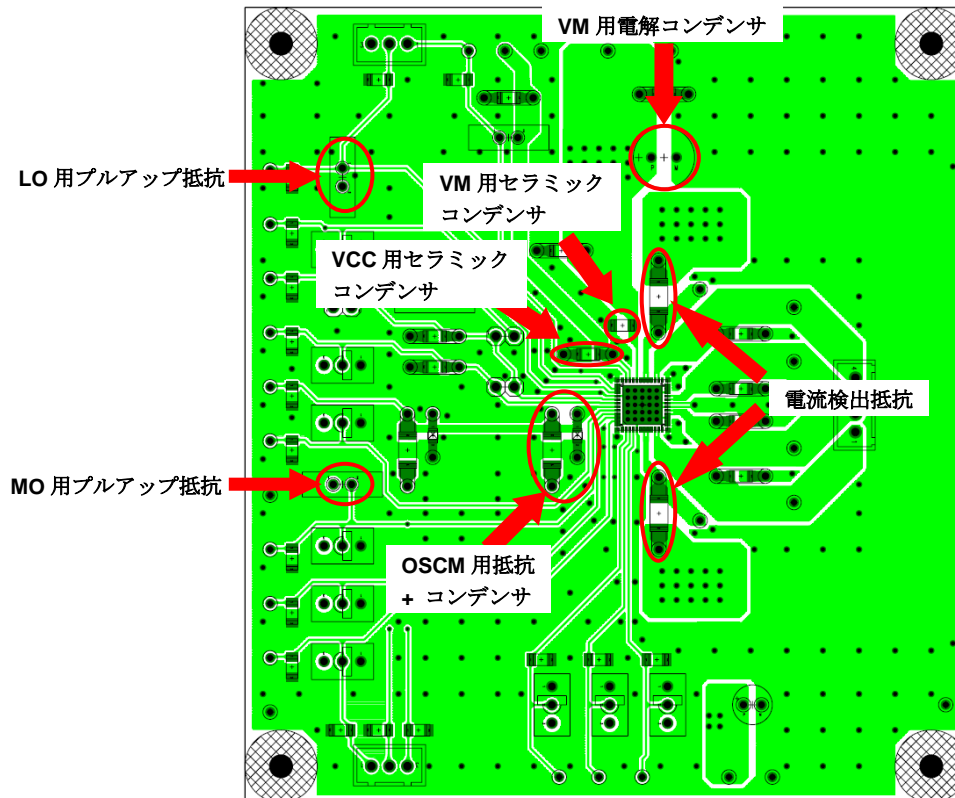 VM 用電解コンデンサ
LO 用プルアップ抵抗
VM 用セラミック
コンデンサ
VCC 用セラミック
コンデンサ
電流検出抵抗
MO 用プルアップ抵抗
OSCM 用抵抗
+ コンデンサ